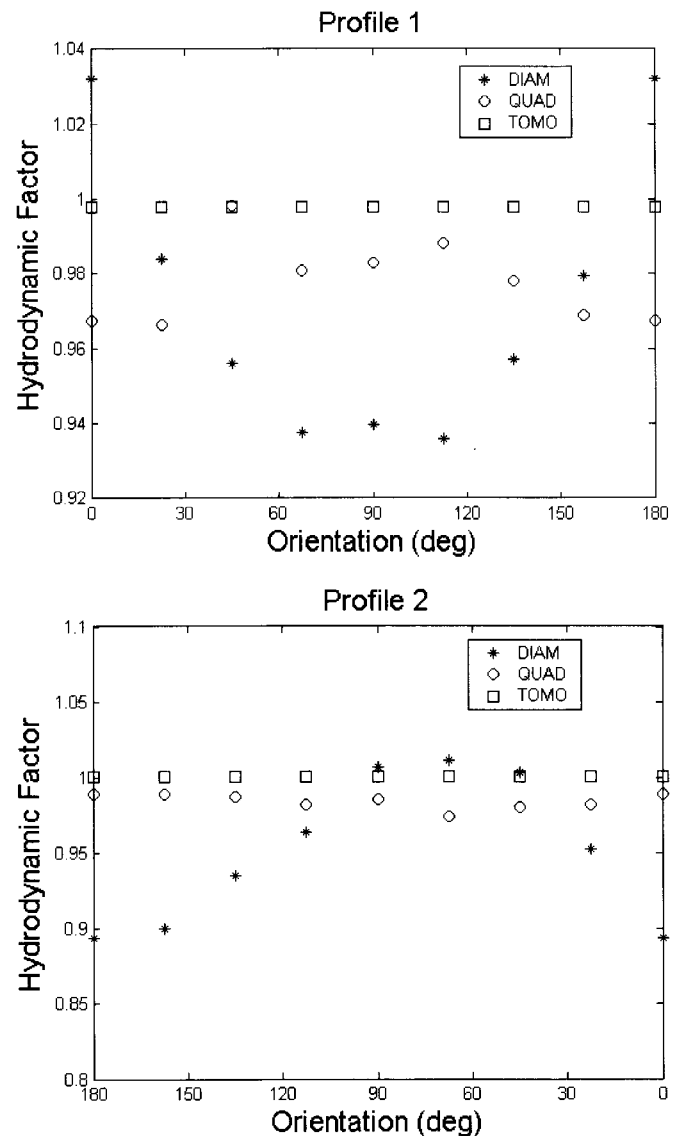 Profile 1
Hydrodynamic Factor
1.04
1.02
1
0.98
0.96
0.94
0.92
DIAM
QUAD
TOMO
0 30 60 90 120 150 180
Orientation (deg)
Profile 2
Hydrodynamic Factor
1.1
1.05
1
0.95
0.9
0.85
0.8
DIAM
QUAD
TOMO
180 150 120 90 60 30 0
Orientation (deg)